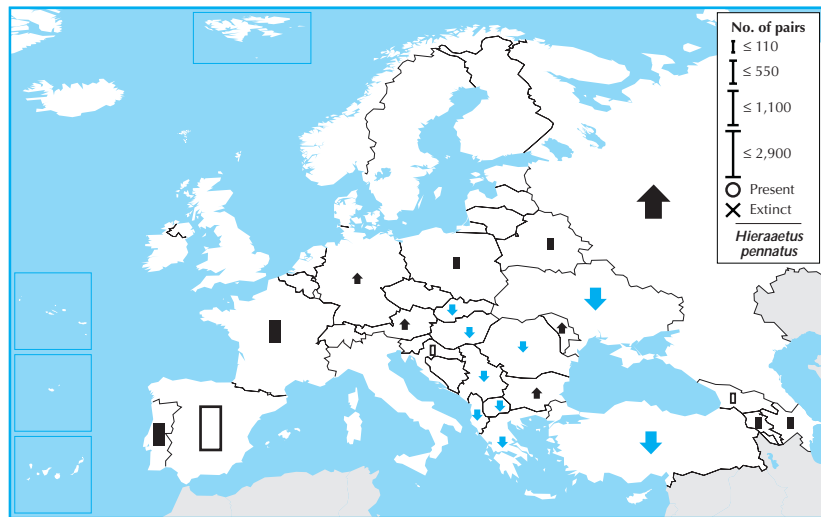 No. of pairs
≤ 110
≤ 550
≤ 1,100
≤ 2,900
Present
Extinct
Hieraaetus
pennatus